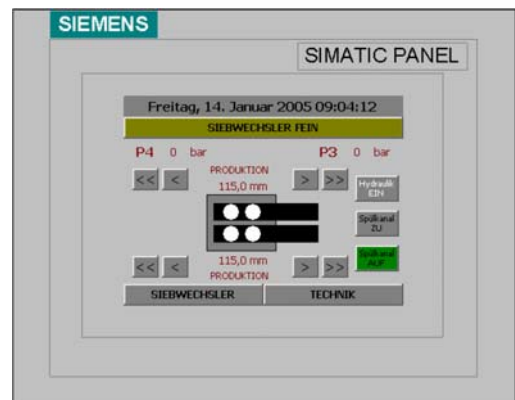 SIEMENS
SIMATIC PANEL
Freitag, 14. Januar 2005 09:04:12
SIEBWECHSLER FEIN
P4 0 bar P3 0 bar
<< < PRODUKTION > >>
115,0 mm
Hydraulik
EIN
Spülkanal
ZU
Spülkanal
AUF
<< < 115,0 mm > >>
PRODUKTION
SIEBWECHSLER TECHNIK